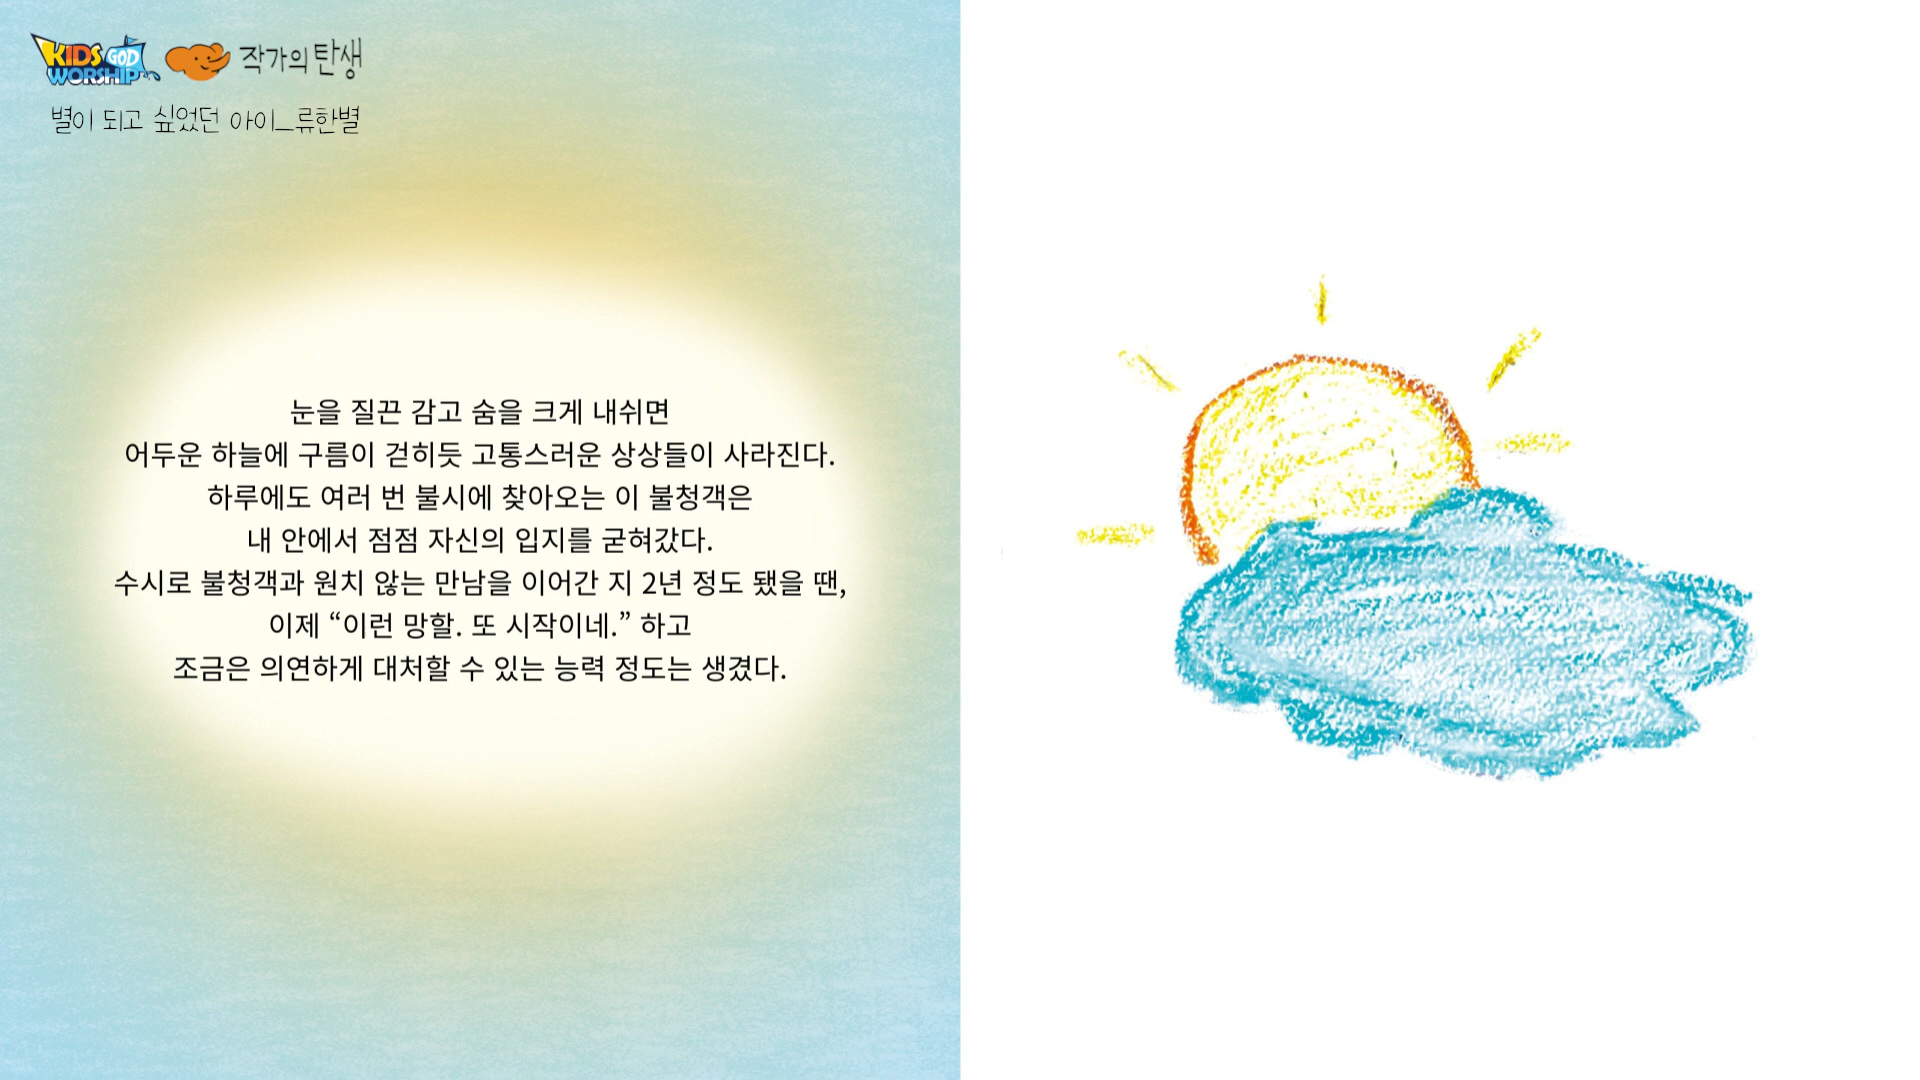 KIDS GOD
WORSHIP
작가의 탄생
별이 되고 싶었던 아이_류한별
눈을 질끈 감고 숨을 크게 내쉬면
어두운 하늘에 구름이 걷히듯 고통스러운 상상들이 사라진다.
하루에도 여러 번 불시에 찾아오는 이 불청객은
내 안에서 점점 자신의 입지를 굳혀갔다.
수시로 불청객과 원치 않는 만남을 이어간 지 2년 정도 됐을 땐,
이제 “이런 망할. 또 시작이네.” 하고
조금은 의연하게 대처할 수 있는 능력 정도는 생겼다.